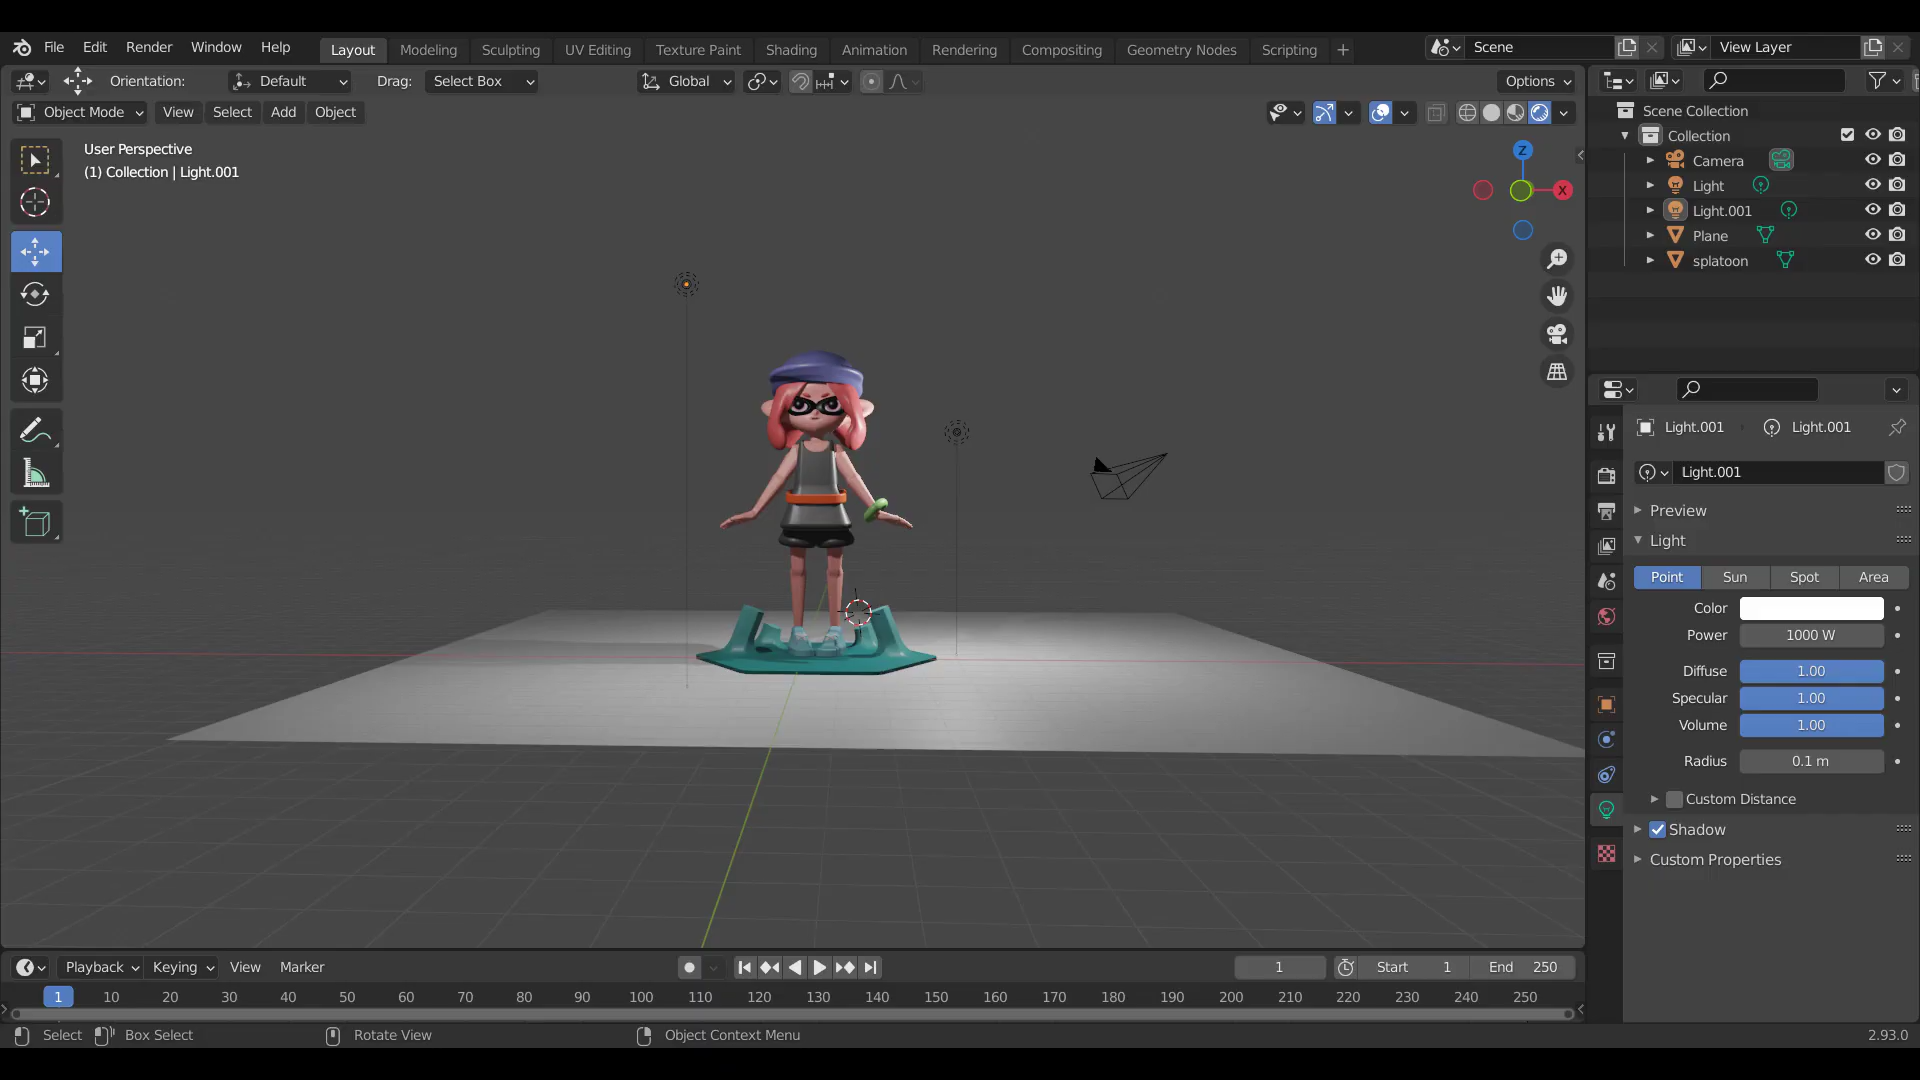 File Edit Render Window Help Layout Modeling Sculpting UV Editing Texture Paint Shading Animation Rendering Compositing Geometry Nodes Scripting + Scene View Layer
Orientation: Default Drag: Select Box Global Options
Object Mode View Select Add Object
User Perspective
(1) Collection | Light.001
Z
X
Scene Collection
Collection
Camera
Light
Light.001
Plane
splatoon
Light.001 Light.001
Light.001
Preview
Light
Point Sun Spot Area
Color
Power 1000 W
Diffuse 1.00
Specular 1.00
Volume 1.00
Radius 0.1 m
Custom Distance
Shadow
Custom Properties
Playback Keying View Marker 1 Start 1 End 250
1 10 20 30 40 50 60 70 80 90 100 110 120 130 140 150 160 170 180 190 200 210 220 230 240 250
Select Box Select Rotate View Object Context Menu 2.93.0